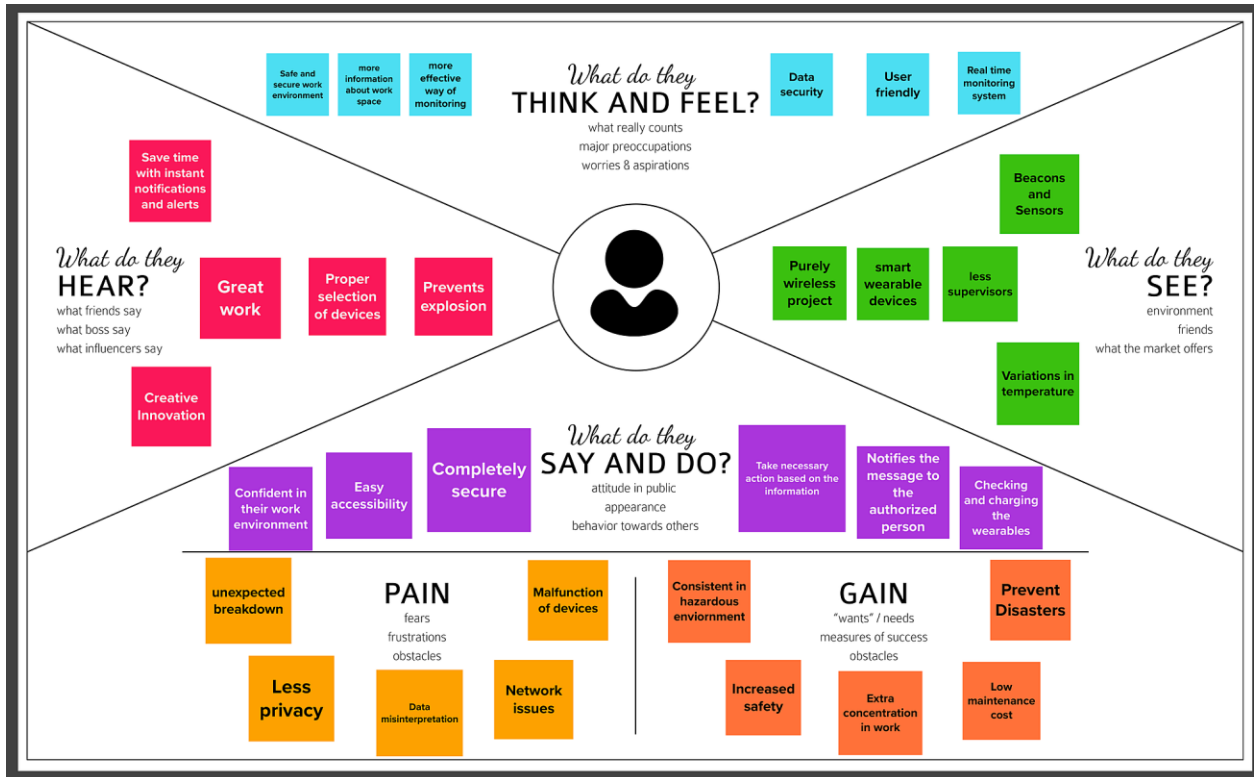 Safe and
secure work
environment
more
information
about work
space
more
effective
way of
monitoring
What do they
THINK AND FEEL?
what really counts
major preoccupations
worries & aspirations
Data
security
User
friendly
Real time
monitoring
system
Save time
with instant
notifications
and alerts
What do they
HEAR?
what friends say
what boss say
what influencers say
Great
work
Proper
selection
of devices
Prevents
explosion
Creative
Innovation
Beacons
and
Sensors
Purely
wireless
project
smart
wearable
devices
less
supervisors
What do they
SEE?
environment
friends
what the market offers
Variations in
temperature
What do they
SAY AND DO?
attitude in public
appearance
behavior towards others
Confident in
their work
environment
Easy
accessibility
Completely
secure
Take necessary
action based on the
information
Notifies the
message to
the
authorized
person
Checking
and charging
the
wearables
unexpected
breakdown
PAIN
fears
frustrations
obstacles
Malfunction
of devices
Less
privacy
Data
misinterpretation
Network
issues
Consistent in
hazardous
enviornment
GAIN
"wants" / needs
measures of success
obstacles
Prevent
Disasters
Increased
safety
Extra
concentration
in work
Low
maintenance
cost